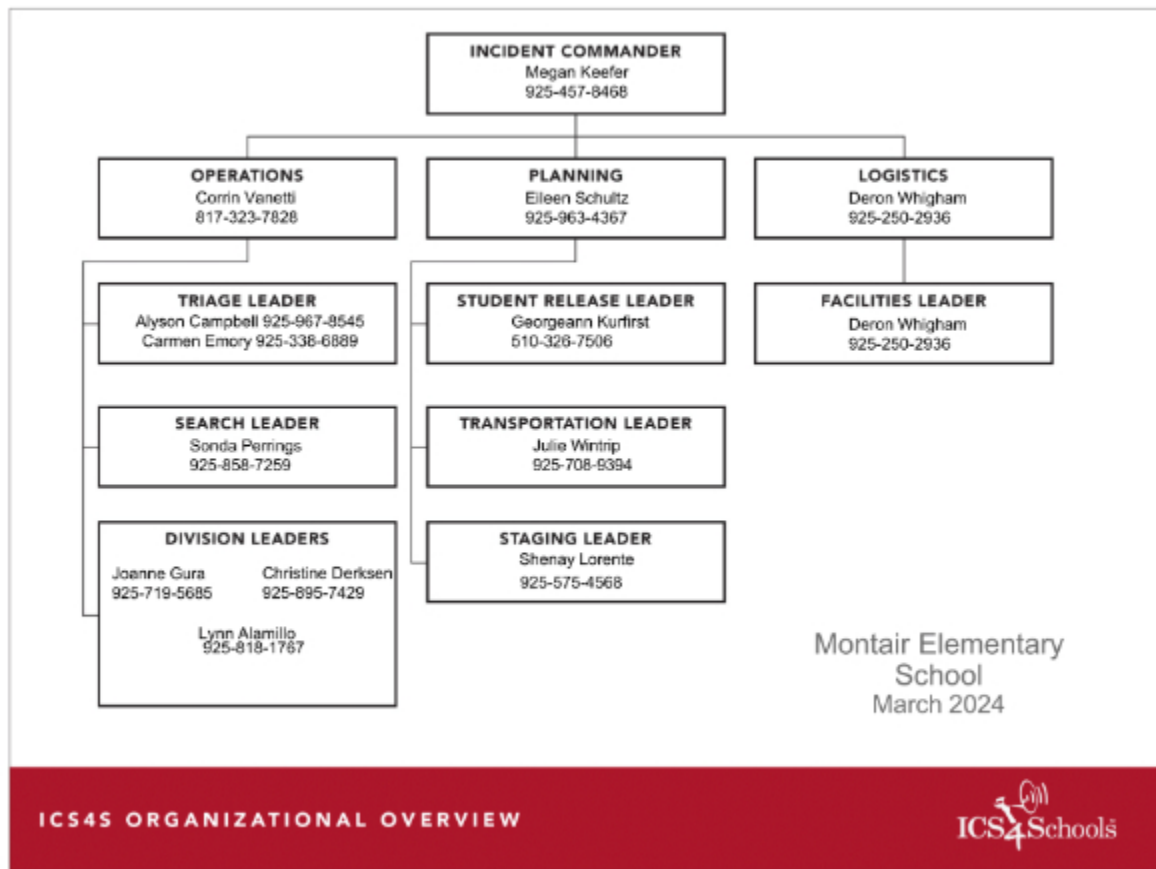 INCIDENT COMMANDER
Megan Keefer
925-457-8468
OPERATIONS
Corrin Vanetti
817-323-7828
PLANNING
Eileen Schultz
925-963-4367
LOGISTICS
Deron Whigham
925-250-2936
TRIAGE LEADER
Alyson Campbell 925-967-8545
Carmen Emory 925-338-6889
STUDENT RELEASE LEADER
Georgeann Kurfirst
510-326-7506
FACILITIES LEADER
Deron Whigham
925-250-2936
SEARCH LEADER
Sonda Perrings
925-858-7259
TRANSPORTATION LEADER
Julie Wintrip
925-708-9394
DIVISION LEADERS
Joanne Gura
925-719-5685
Christine Derksen
925-895-7429
Lynn Alamillo
925-818-1767
STAGING LEADER
Shenay Lorente
925-575-4568
Montair Elementary
School
March 2024
ICS4S ORGANIZATIONAL OVERVIEW
ICS4Schools